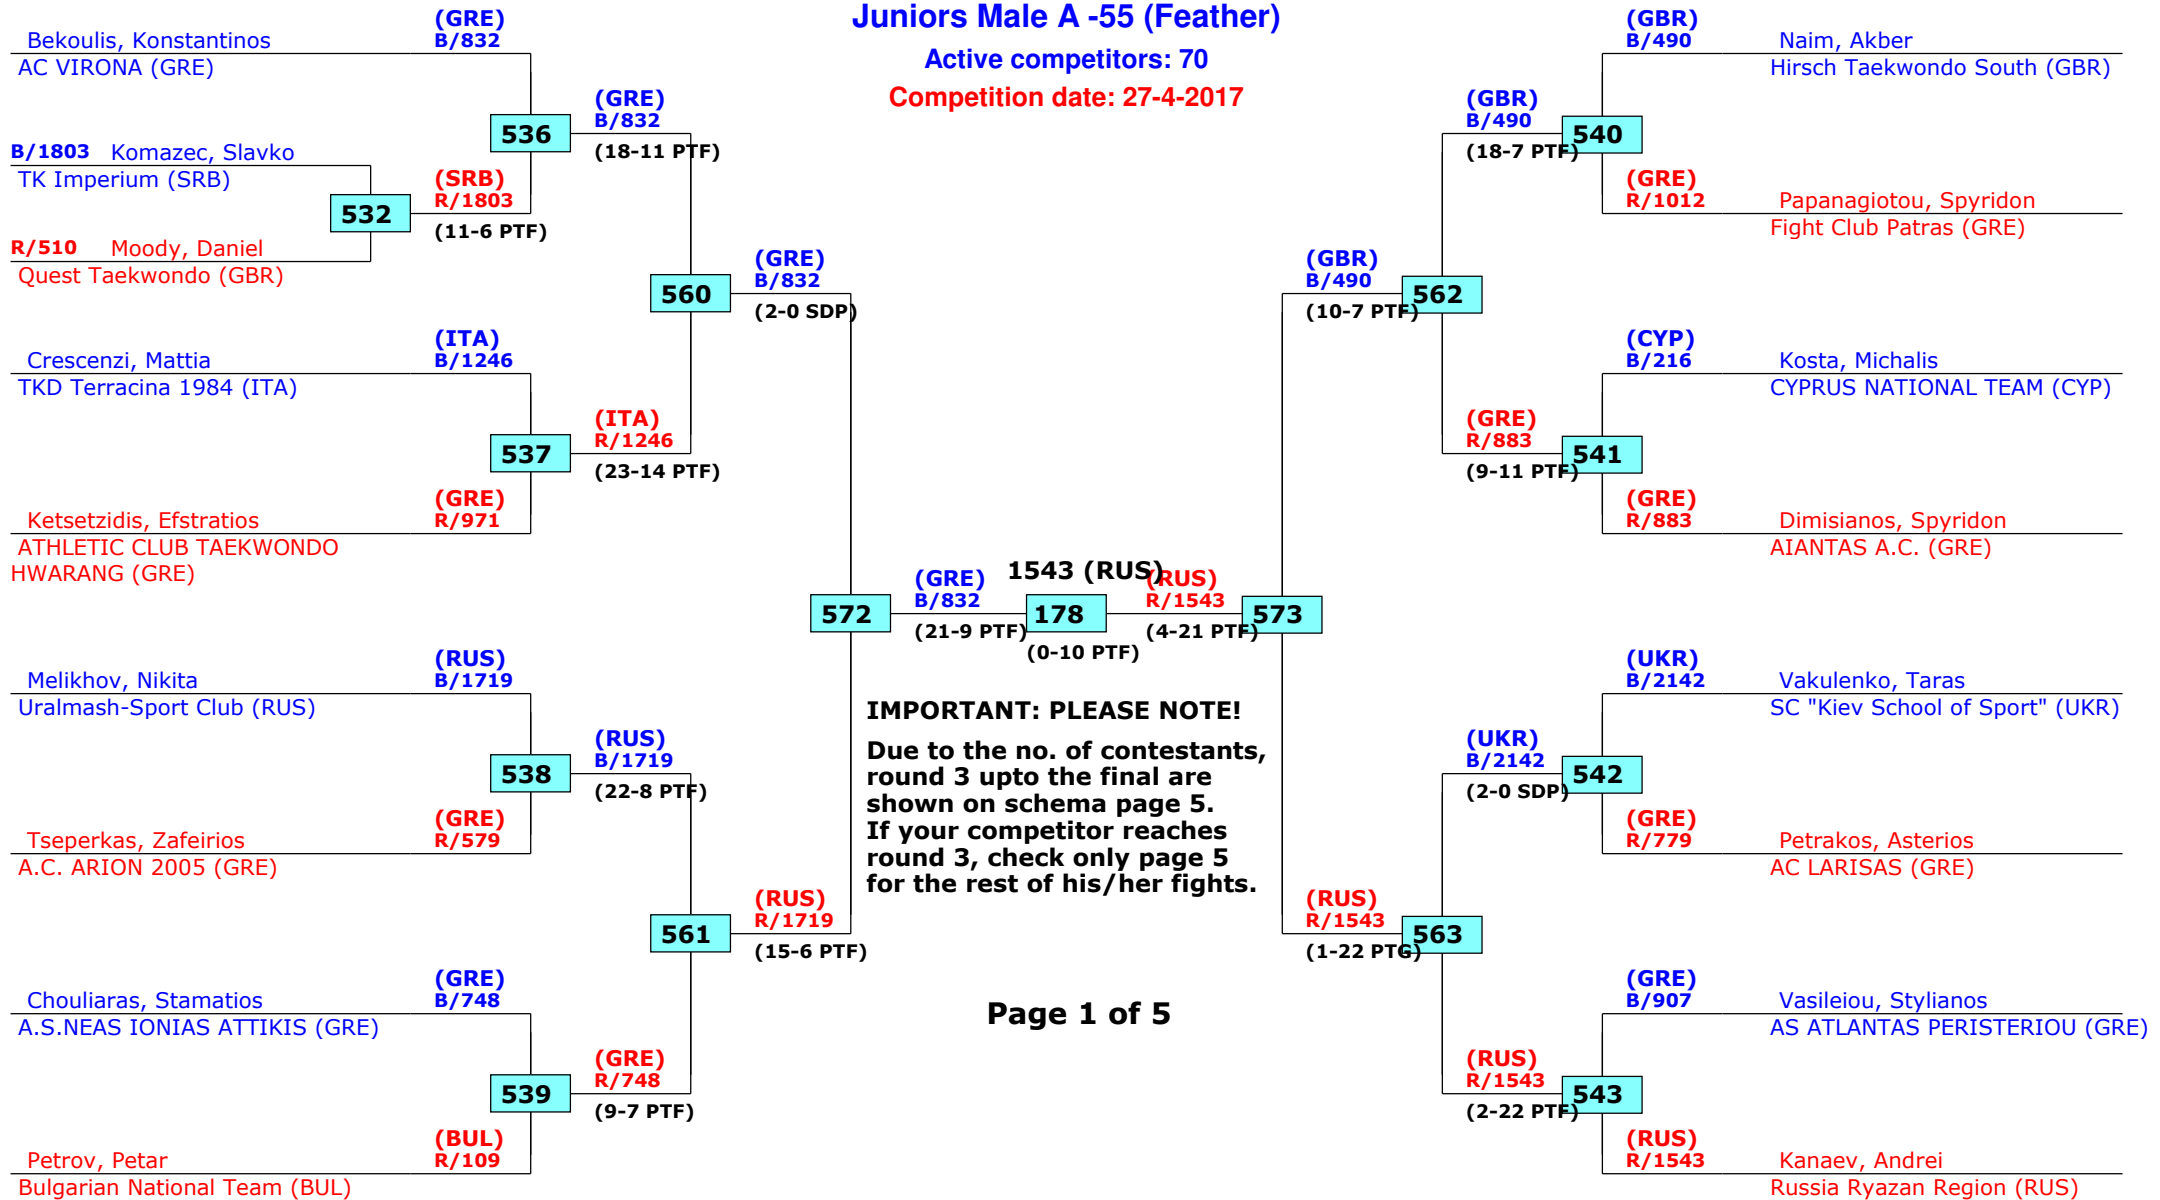 Juniors Male A -55 (Feather)
Active competitors: 70
Competition date: 27-4-2017
(GRE)
Bekoulis, Konstantinos B/832
AC VIRONA (GRE)
(GRE)
B/832
536
(18-11 PTF)
B/1803 Komazec, Slavko
TK Imperium (SRB)
(SRB)
R/1803
532
(11-6 PTF)
R/510 Moody, Daniel
Quest Taekwondo (GBR)
(GRE)
B/832
560
(2-0 SDP)
(ITA)
Crescenzi, Mattia B/1246
TKD Terracina 1984 (ITA)
(ITA)
R/1246
537
(23-14 PTF)
(GRE)
Ketsetzidis, Efstratios R/971
ATHLETIC CLUB TAEKWONDO
HWARANG (GRE)
572
(GRE)
B/832
(21-9 PTF)
1543 (RUS)
178
(0-10 PTF)
(RUS)
R/1543
573
(4-21 PTF)
(RUS)
Melikhov, Nikita B/1719
Uralmash-Sport Club (RUS)
(RUS)
B/1719
538
(22-8 PTF)
(GRE)
Tseperkas, Zafeirios R/579
A.C. ARION 2005 (GRE)
(RUS)
R/1719
561
(15-6 PTF)
(GRE)
Chouliaras, Stamatios B/748
A.S.NEAS IONIAS ATTIKIS (GRE)
(GRE)
R/748
539
(9-7 PTF)
(BUL)
Petrov, Petar R/109
Bulgarian National Team (BUL)
IMPORTANT: PLEASE NOTE!
Due to the no. of contestants,
round 3 upto the final are
shown on schema page 5.
If your competitor reaches
round 3, check only page 5
for the rest of his/her fights.
Page 1 of 5
(GBR)
B/490 Naim, Akber
Hirsch Taekwondo South (GBR)
(GBR)
B/490
540
(18-7 PTF)
(GRE)
R/1012 Papanagiotou, Spyridon
Fight Club Patras (GRE)
(GBR)
B/490
562
(10-7 PTF)
(CYP)
B/216 Kosta, Michalis
CYPRUS NATIONAL TEAM (CYP)
(GRE)
R/883
541
(9-11 PTF)
(GRE)
R/883 Dimisianos, Spyridon
AIANTAS A.C. (GRE)
(UKR)
B/2142 Vakulenko, Taras
SC "Kiev School of Sport" (UKR)
(UKR)
B/2142
542
(2-0 SDP)
(GRE)
R/779 Petrakos, Asterios
AC LARISAS (GRE)
(RUS)
R/1543
563
(1-22 PTG)
(GRE)
B/907 Vasileiou, Stylianos
AS ATLANTAS PERISTERIOU (GRE)
(RUS)
R/1543
543
(2-22 PTF)
(RUS)
R/1543 Kanaev, Andrei
Russia Ryazan Region (RUS)